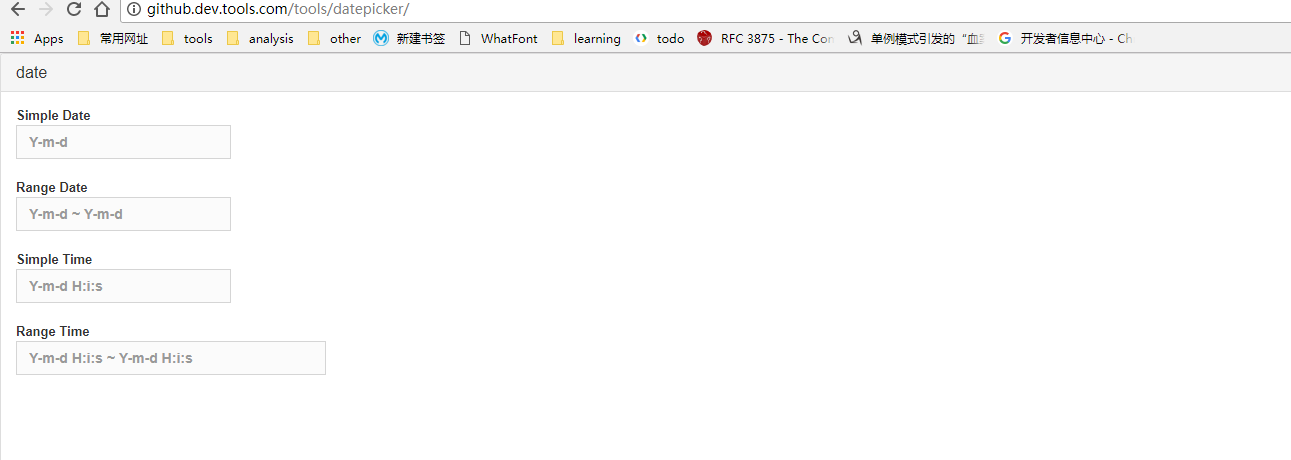 github.dev.tools.com/tools/datepicker/
Apps 常用网址 tools analysis other 新建书签 WhatFont learning todo RFC 3875 - The Con 单例模式引发的“血 开发者信息中心 - Ch
date
Simple Date
Y-m-d
Range Date
Y-m-d ~ Y-m-d
Simple Time
Y-m-d H:i:s
Range Time
Y-m-d H:i:s ~ Y-m-d H:i:s